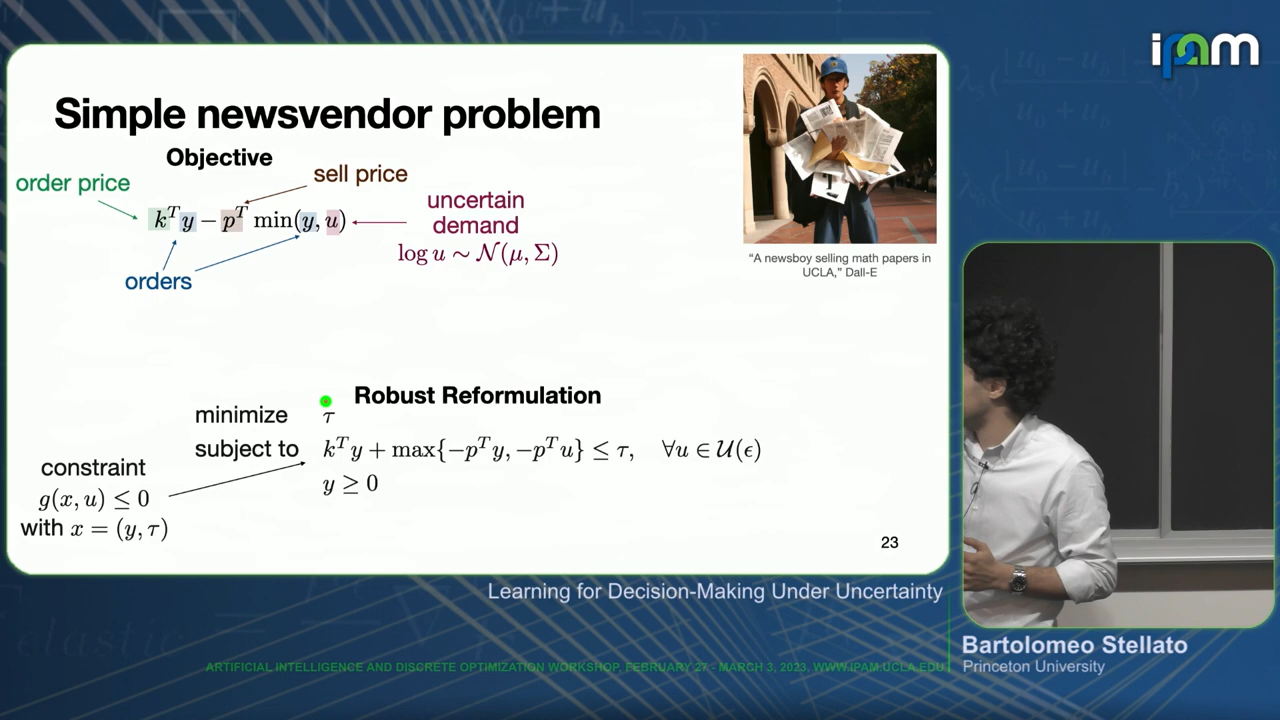 ipam
Simple newsvendor problem
Objective
order price
sell price
k^T y − p^T min(y, u)
uncertain
demand
log u ∼ 𝒩(μ, Σ)
orders
"A newsboy selling math papers in
UCLA," Dall-E
Robust Reformulation
minimize τ
subject to k^T y + max{−p^T y, −p^T u} ≤ τ, ∀u ∈ 𝒰(ϵ)
y ≥ 0
constraint
g(x, u) ≤ 0
with x = (y, τ)
23
Learning for Decision-Making Under Uncertainty
Bartolomeo Stellato
Princeton University
ARTIFICIAL INTELLIGENCE AND DISCRETE OPTIMIZATION WORKSHOP, FEBRUARY 27 - MARCH 3, 2023, WWW.IPAM.UCLA.EDU